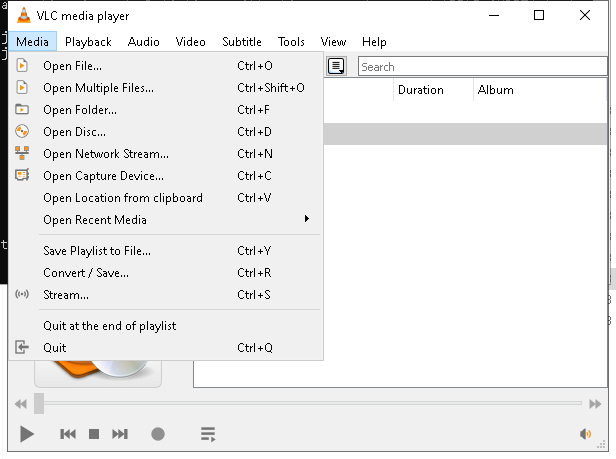 VLC media player
Media Playback Audio Video Subtitle Tools View Help
Open File... Ctrl+O
Open Multiple Files... Ctrl+Shift+O
Search
Open Folder... Ctrl+F
Duration Album
Open Disc... Ctrl+D
Open Network Stream... Ctrl+N
Open Capture Device... Ctrl+C
Open Location from clipboard Ctrl+V
Open Recent Media
Save Playlist to File... Ctrl+Y
Convert / Save... Ctrl+R
Stream... Ctrl+S
Quit at the end of playlist
Quit Ctrl+Q